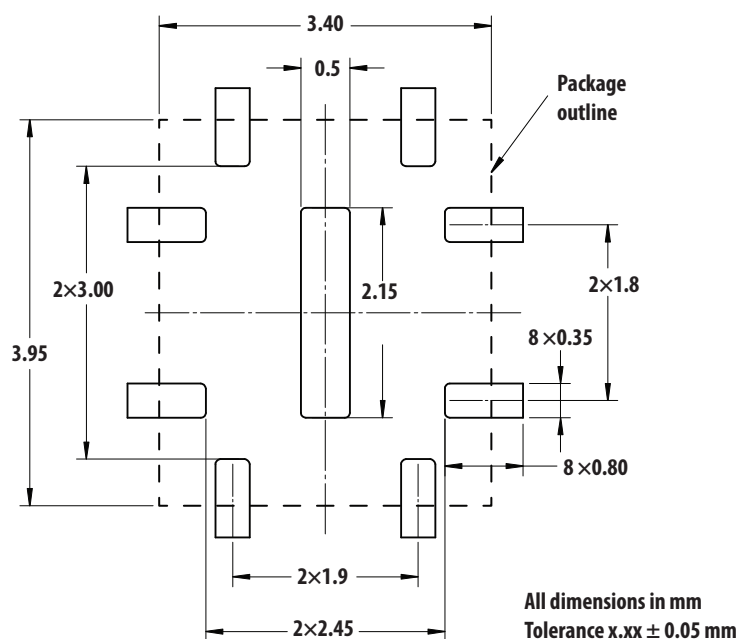 3.40
0.5
Package
outline
2×3.00
2.15
2×1.8
3.95
8 ×0.35
8 ×0.80
2×1.9
2×2.45
All dimensions in mm
Tolerance x.xx ± 0.05 mm